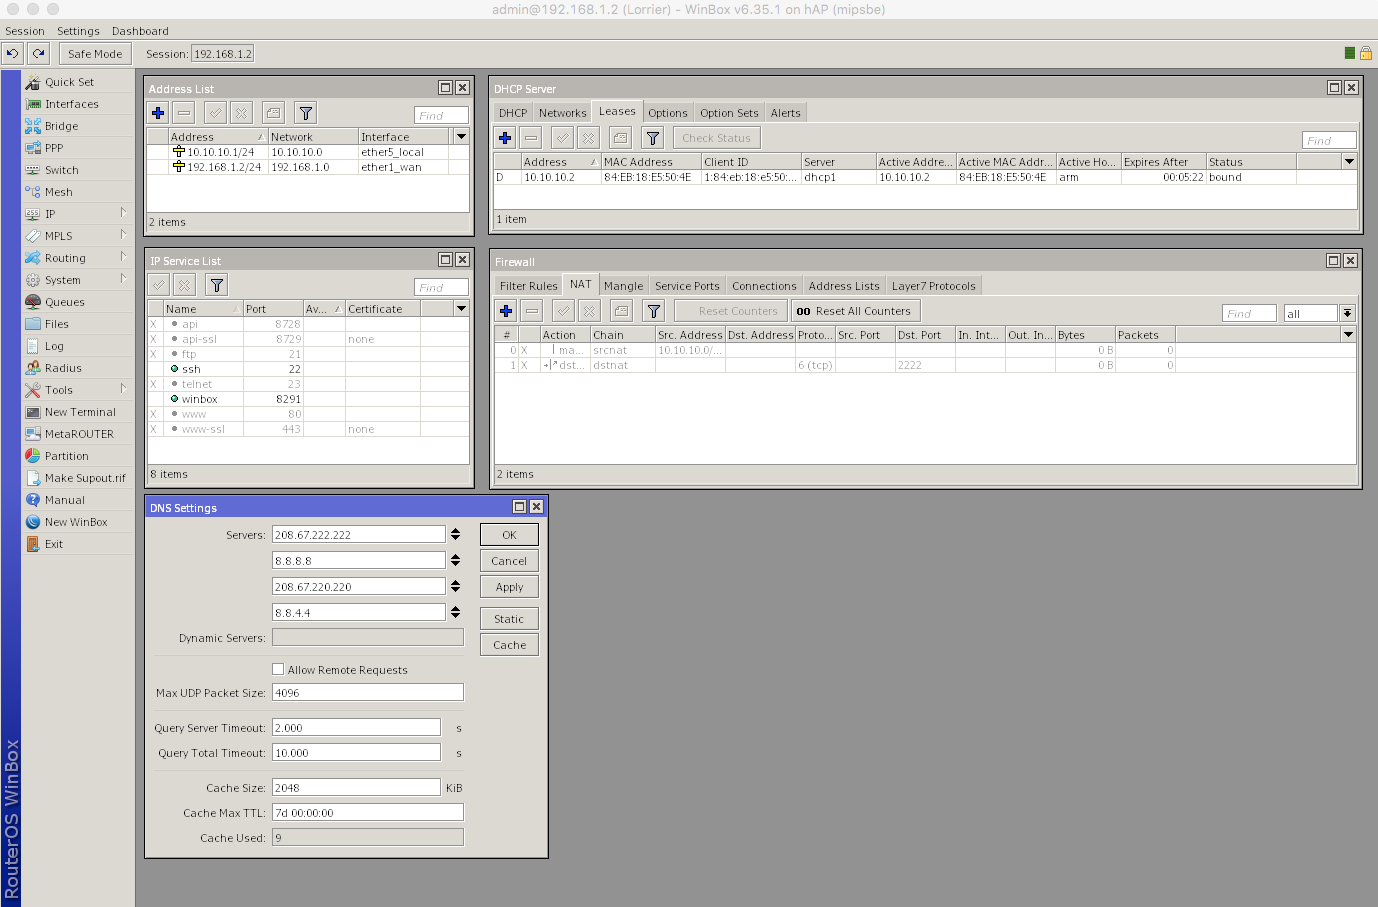 admin@192.168.1.2 (Lorrier) - WinBox v6.35.1 on hAP (mipsbe)
Session Settings Dashboard
Safe Mode Session: 192.168.1.2
Quick Set
Interfaces
Bridge
PPP
Switch
Mesh
IP
MPLS
Routing
System
Queues
Files
Log
Radius
Tools
New Terminal
MetaROUTER
Partition
Make Supout.rif
Manual
New WinBox
Exit
RouterOS WinBox
Address List
Find
Address Network Interface
10.10.10.1/24 10.10.10.0 ether5_local
192.168.1.2/24 192.168.1.0 ether1_wan
2 items
DHCP Server
DHCP Networks Leases Options Option Sets Alerts
Check Status Find
Address MAC Address Client ID Server Active Addre... Active MAC Addr... Active Ho... Expires After Status
D 10.10.10.2 84:EB:18:E5:50:4E 1:84:eb:18:e5:50:... dhcp1 10.10.10.2 84:EB:18:E5:50:4E arm 00:05:22 bound
1 item
IP Service List
Find
Name Port Av... Certificate
X api 8728
X api-ssl 8729 none
X ftp 21
ssh 22
X telnet 23
winbox 8291
X www 80
X www-ssl 443 none
8 items
Firewall
Filter Rules NAT Mangle Service Ports Connections Address Lists Layer7 Protocols
Reset Counters 00 Reset All Counters Find all
# Action Chain Src. Address Dst. Address Proto... Src. Port Dst. Port In. Int... Out. In... Bytes Packets
0 X ma... srcnat 10.10.10.0/... 0 B 0
1 X dst... dstnat 6 (tcp) 2222 0 B 0
2 items
DNS Settings
Servers: 208.67.222.222
8.8.8.8
208.67.220.220
8.8.4.4
Dynamic Servers:
Allow Remote Requests
Max UDP Packet Size: 4096
Query Server Timeout: 2.000 s
Query Total Timeout: 10.000 s
Cache Size: 2048 KiB
Cache Max TTL: 7d 00:00:00
Cache Used: 9
OK
Cancel
Apply
Static
Cache